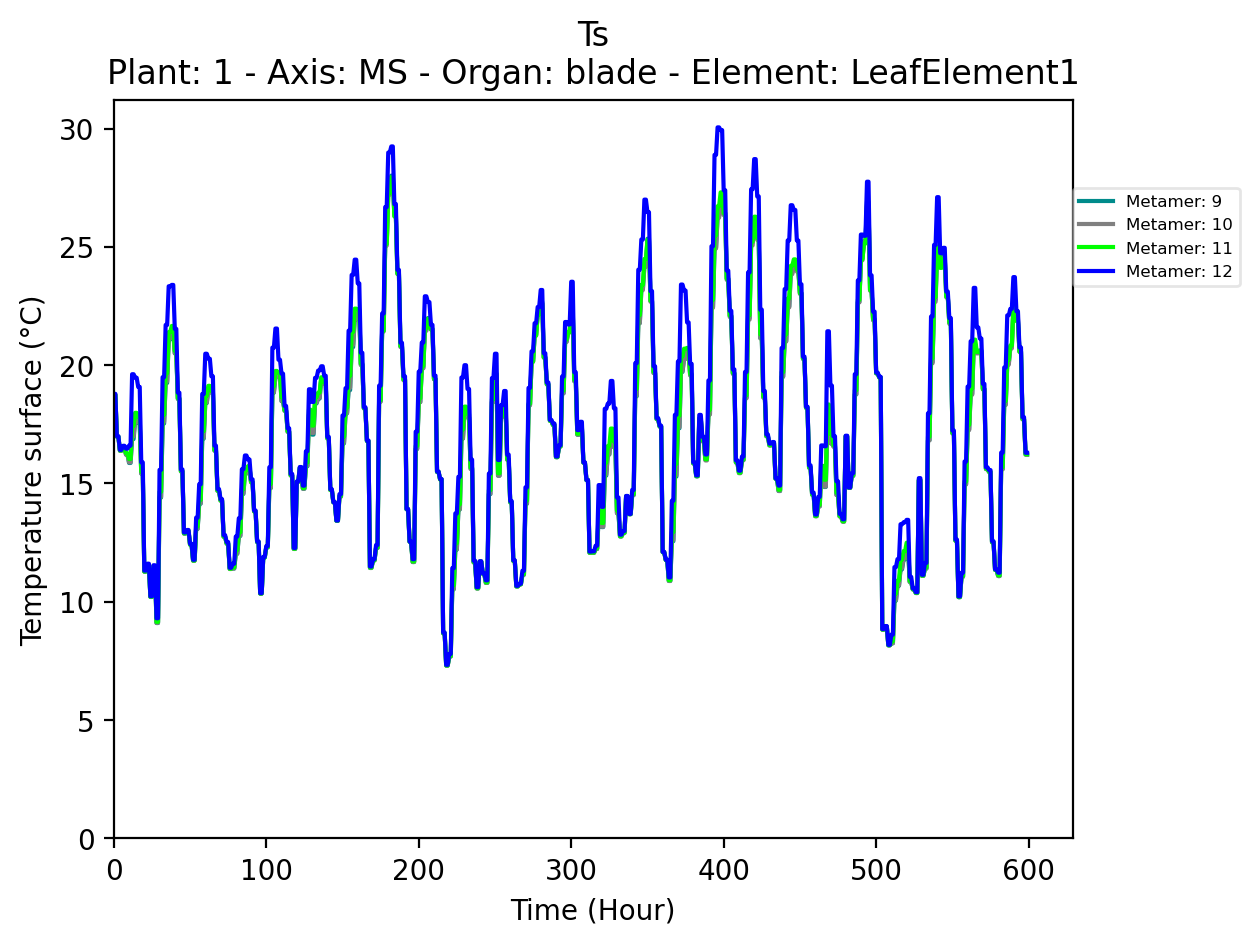 Ts
Plant: 1 - Axis: MS - Organ: blade - Element: LeafElement1
Temperature surface (°C)
30
25
20
15
10
5
0
0 100 200 300 400 500 600
Time (Hour)
Metamer: 9
Metamer: 10
Metamer: 11
Metamer: 12